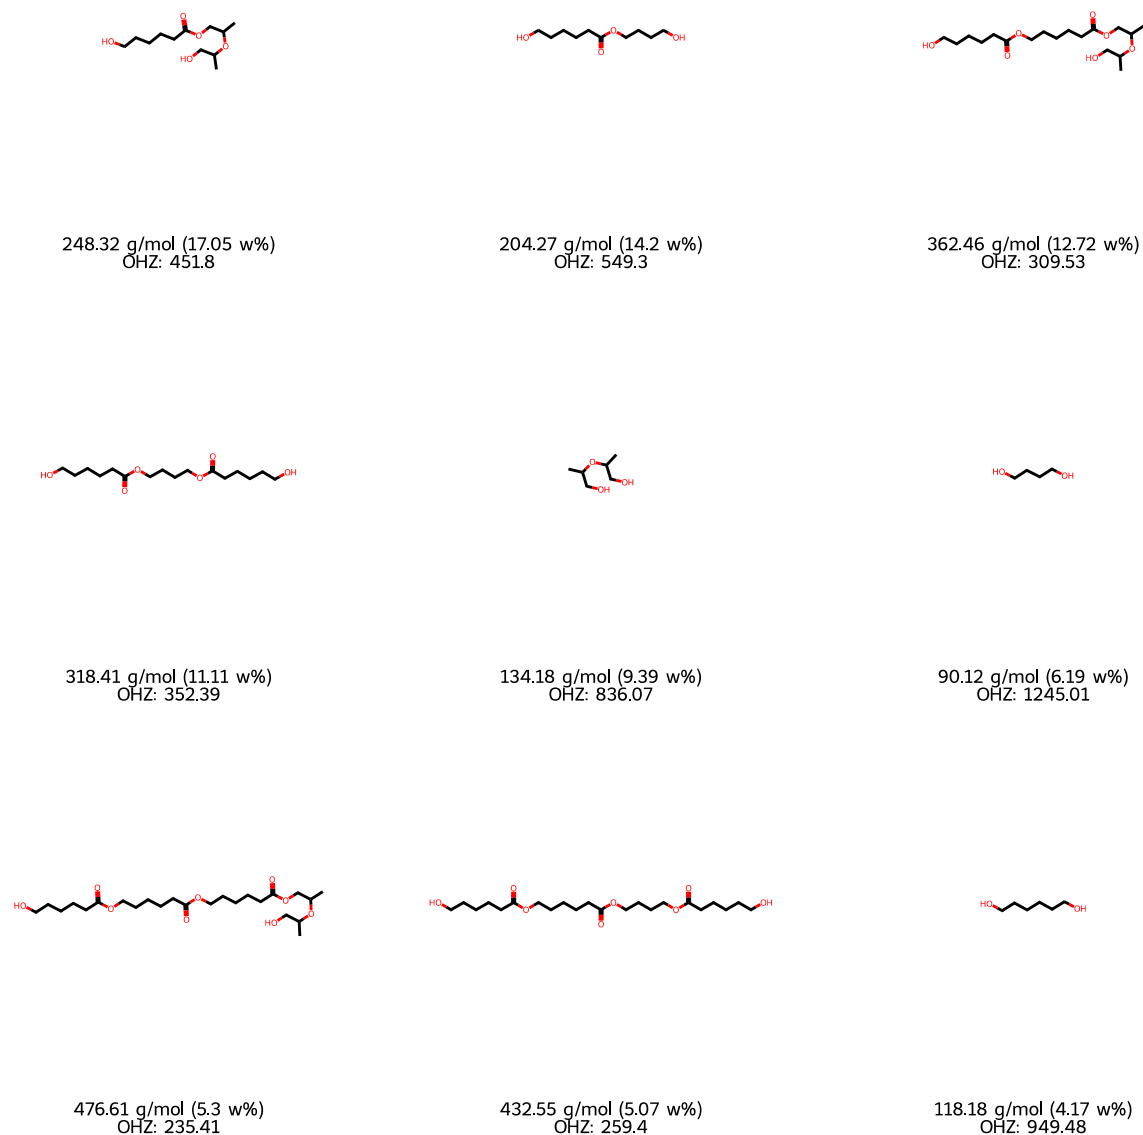 HO O O O HO
HO O O OH
HO O O O O O HO
248.32 g/mol (17.05 w%)
OHZ: 451.8
204.27 g/mol (14.2 w%)
OHZ: 549.3
362.46 g/mol (12.72 w%)
OHZ: 309.53
HO O O O O OH
O OH OH
HO OH
318.41 g/mol (11.11 w%)
OHZ: 352.39
134.18 g/mol (9.39 w%)
OHZ: 836.07
90.12 g/mol (6.19 w%)
OHZ: 1245.01
HO O O O O O O O HO
HO O O O O O O OH
HO OH
476.61 g/mol (5.3 w%)
OHZ: 235.41
432.55 g/mol (5.07 w%)
OHZ: 259.4
118.18 g/mol (4.17 w%)
OHZ: 949.48